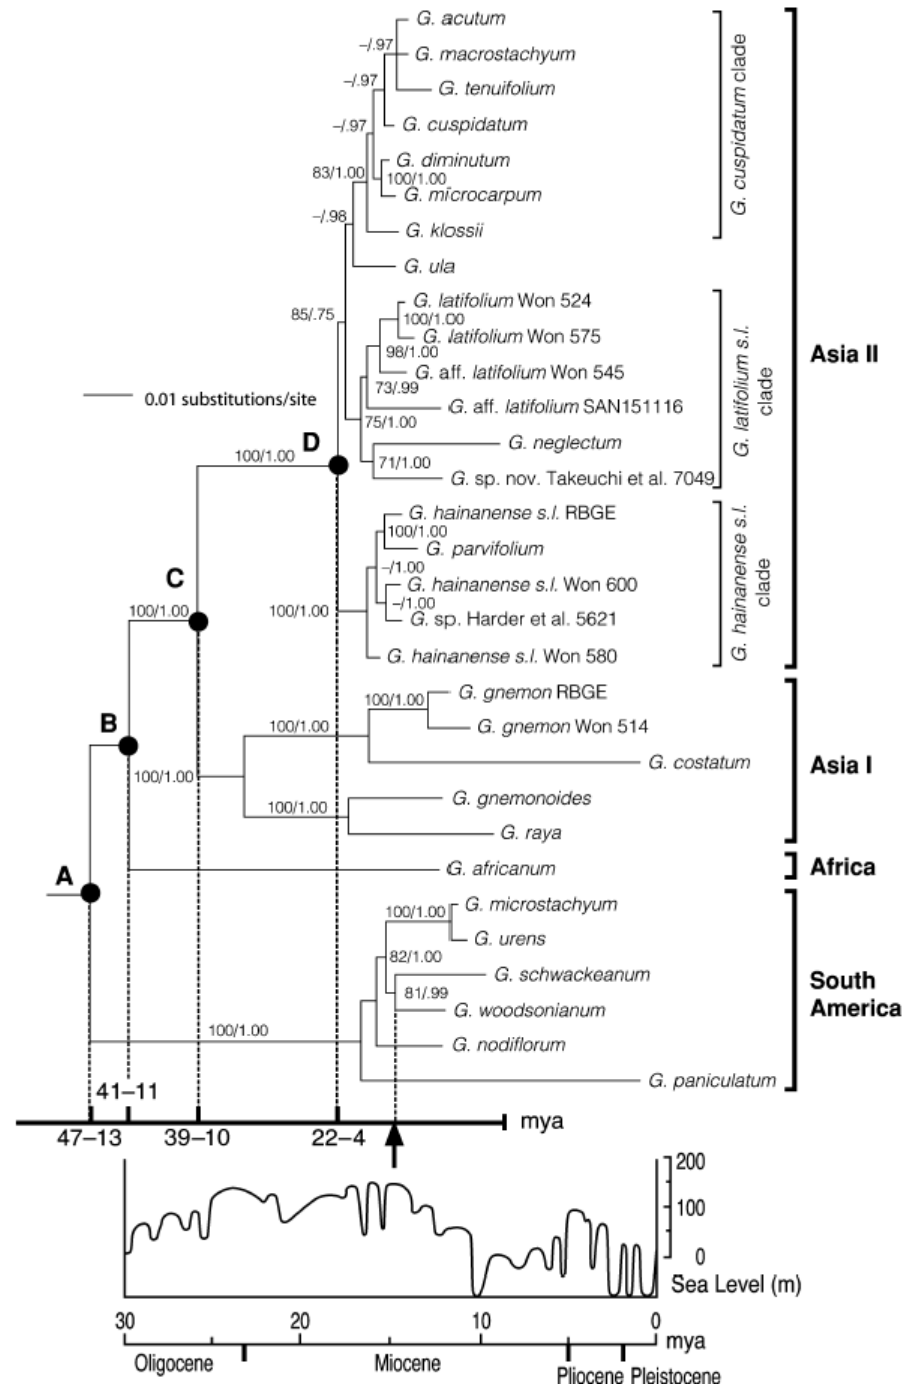 G. acutum
–/.97
G. macrostachyum
–/.97
G. tenuifolium
–/.97
G. cuspidatum
G. diminutum
83/1.00
100/1.00
G. microcarpum
–/.98
G. klossii
G. ula
G. cuspidatum clade
85/.75
G. latifolium Won 524
100/1.00
G. latifolium Won 575
98/1.00
G. aff. latifolium Won 545
73/.99
G. aff. latifolium SAN151116
75/1.00
G. neglectum
71/1.00
G. sp. nov. Takeuchi et al. 7049
G. latifolium s.l.
clade
Asia II
0.01 substitutions/site
D
100/1.00
G. hainanense s.l. RBGE
100/1.00
G. parvifolium
–/1.00
G. hainanense s.l. Won 600
–/1.00
100/1.00
G. sp. Harder et al. 5621
G. hainanense s.l. Won 580
G. hainanense s.l.
clade
C
100/1.00
G. gnemon RBGE
100/1.00
G. gnemon Won 514
100/1.00
G. costatum
B
100/1.00
G. gnemonoides
100/1.00
G. raya
Asia I
G. africanum
Africa
A
G. microstachyum
100/1.00
G. urens
82/1.00
G. schwackeanum
81/.99
G. woodsonianum
100/1.00
G. nodiflorum
G. paniculatum
South
America
41–11
mya
47–13 39–10 22–4
200
100
0
Sea Level (m)
30 20 10 0
mya
Oligocene Miocene Pliocene Pleistocene